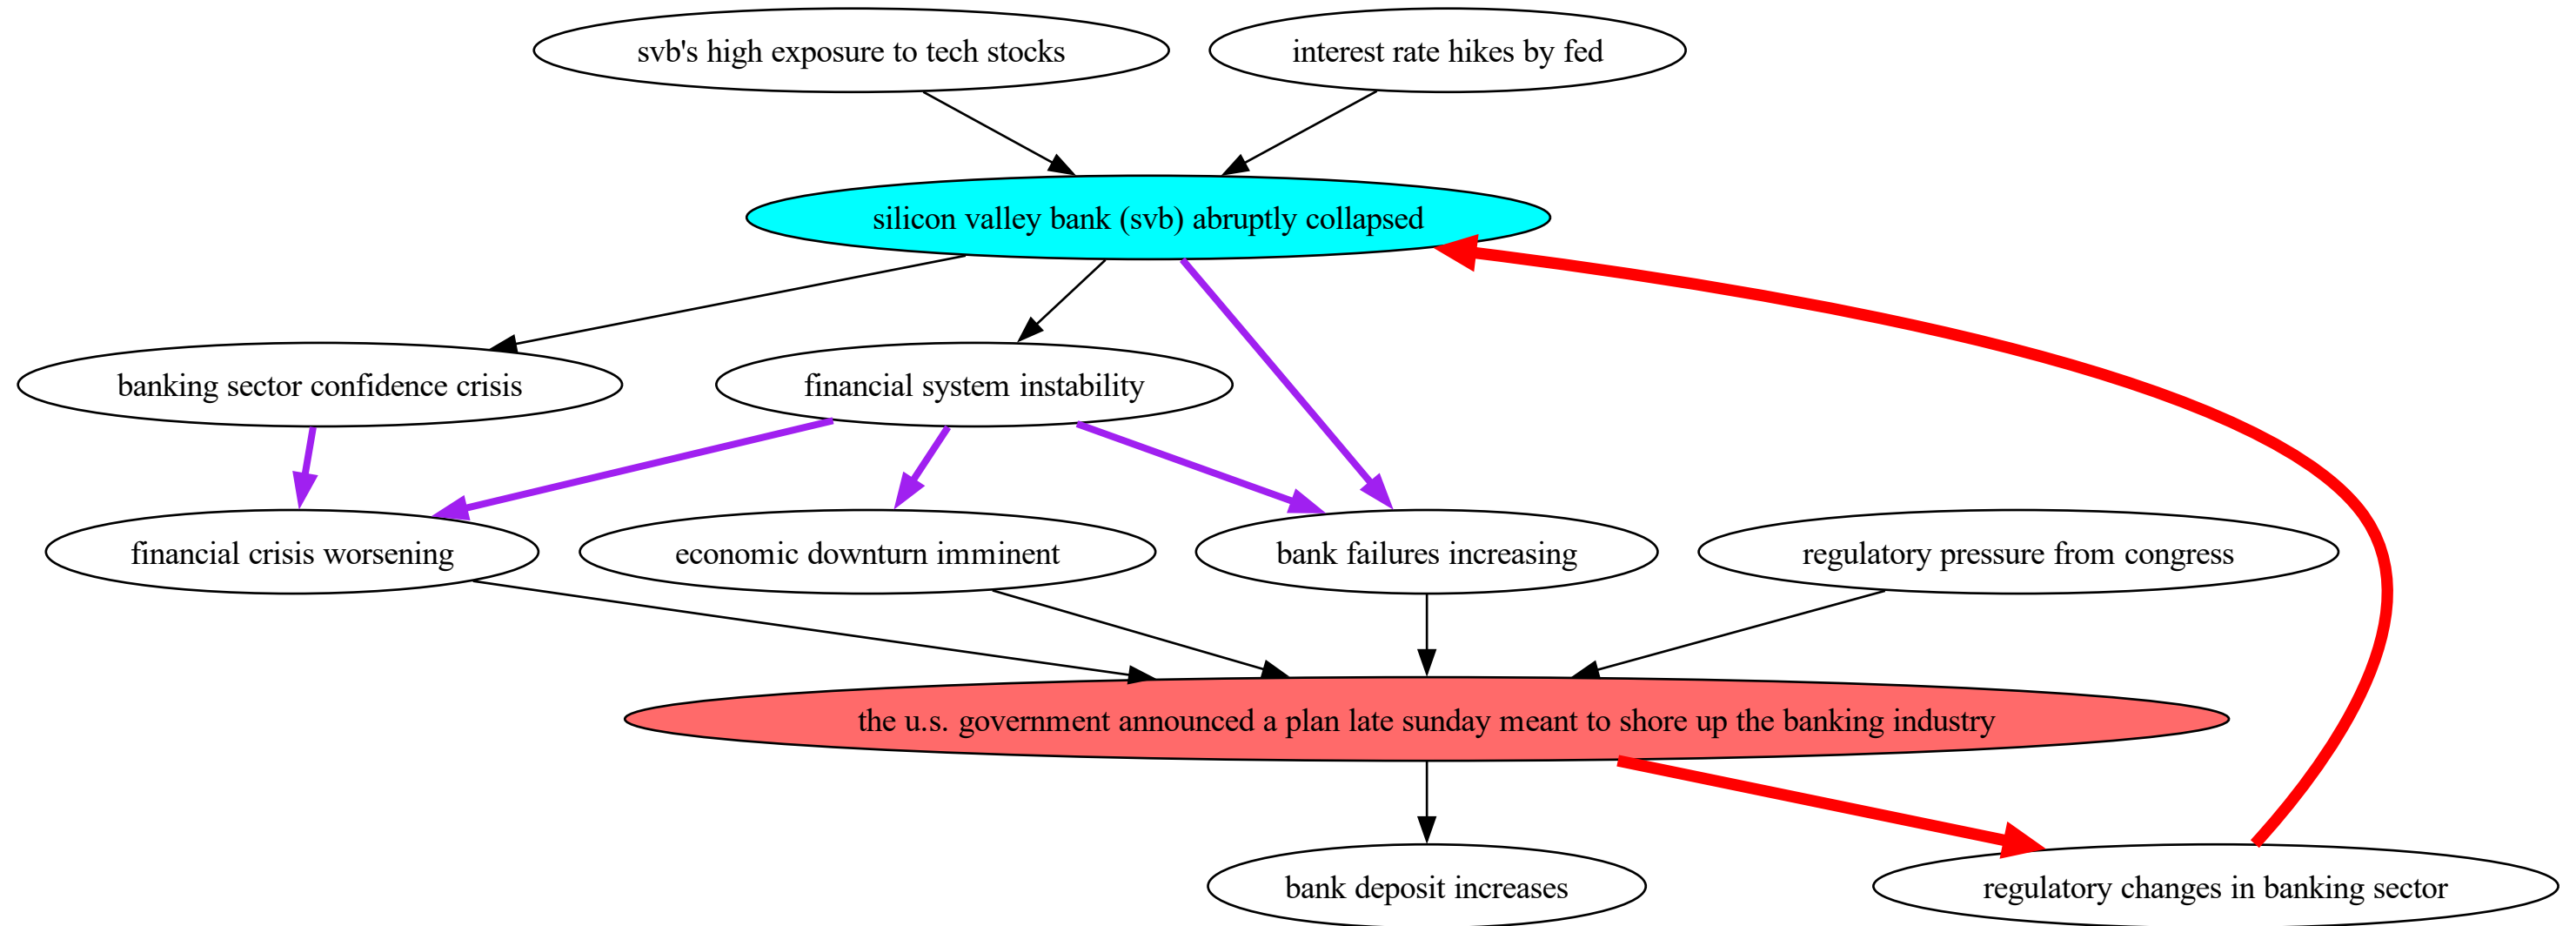 svb's high exposure to tech stocks
interest rate hikes by fed
silicon valley bank (svb) abruptly collapsed
banking sector confidence crisis
financial system instability
financial crisis worsening
economic downturn imminent
bank failures increasing
regulatory pressure from congress
the u.s. government announced a plan late sunday meant to shore up the banking industry
bank deposit increases
regulatory changes in banking sector